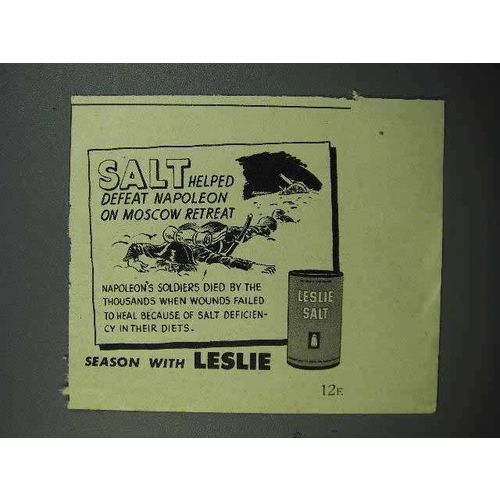 SALT HELPED
DEFEAT NAPOLEON
ON MOSCOW RETREAT
NAPOLEON'S SOLDIERS DIED BY THE
THOUSANDS WHEN WOUNDS FAILED
TO HEAL BECAUSE OF SALT DEFICIEN-
CY IN THEIR DIETS.
LESLIE
SALT
SEASON WITH LESLIE
12E